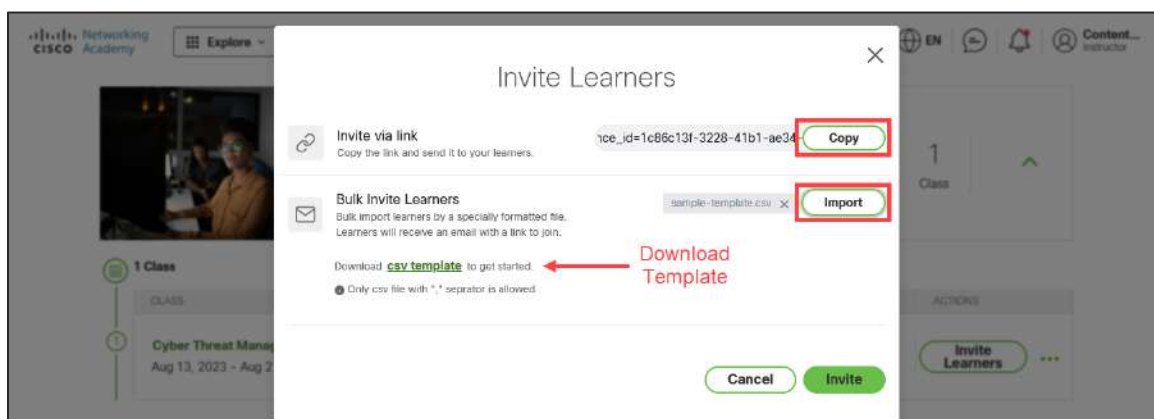 Networking
CISCO Academy
Explore
EN
Content...
Instructor
Invite Learners
Invite via link
Copy the link and send it to your learners.
nce_id=1c86c13f-3228-41b1-ae34-
Copy
1
Class
Bulk Invite Learners
Bulk import learners by a specially formatted file.
Learners will receive an email with a link to join.
sample-template.csv
Import
Download csv template to get started.
Download
Template
Only csv file with "," seprator is allowed
1 Class
CLASS
ACTIONS
Cyber Threat Manag
Aug 13, 2023 - Aug 2
Invite
Learners
Cancel
Invite